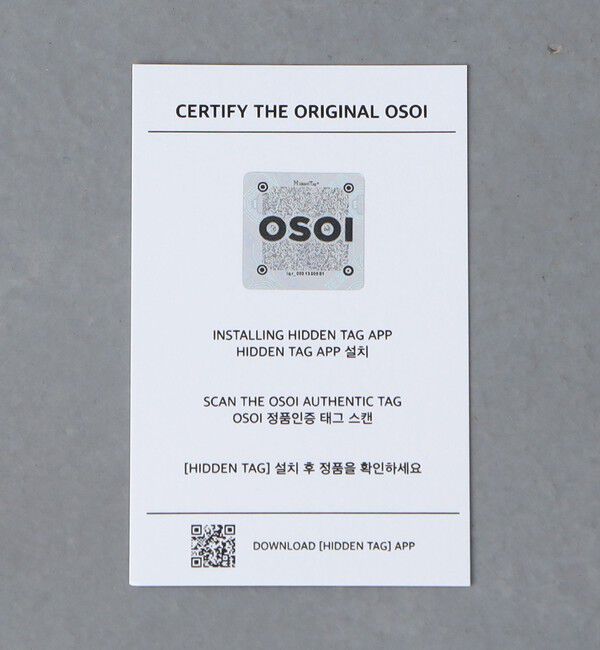 CERTIFY THE ORIGINAL OSOI
HiddenTag
OSOI
INSTALLING HIDDEN TAG APP
HIDDEN TAG APP 설치
SCAN THE OSOI AUTHENTIC TAG
OSOI 정품인증 태그 스캔
[HIDDEN TAG] 설치 후 정품을 확인하세요
DOWNLOAD [HIDDEN TAG] APP